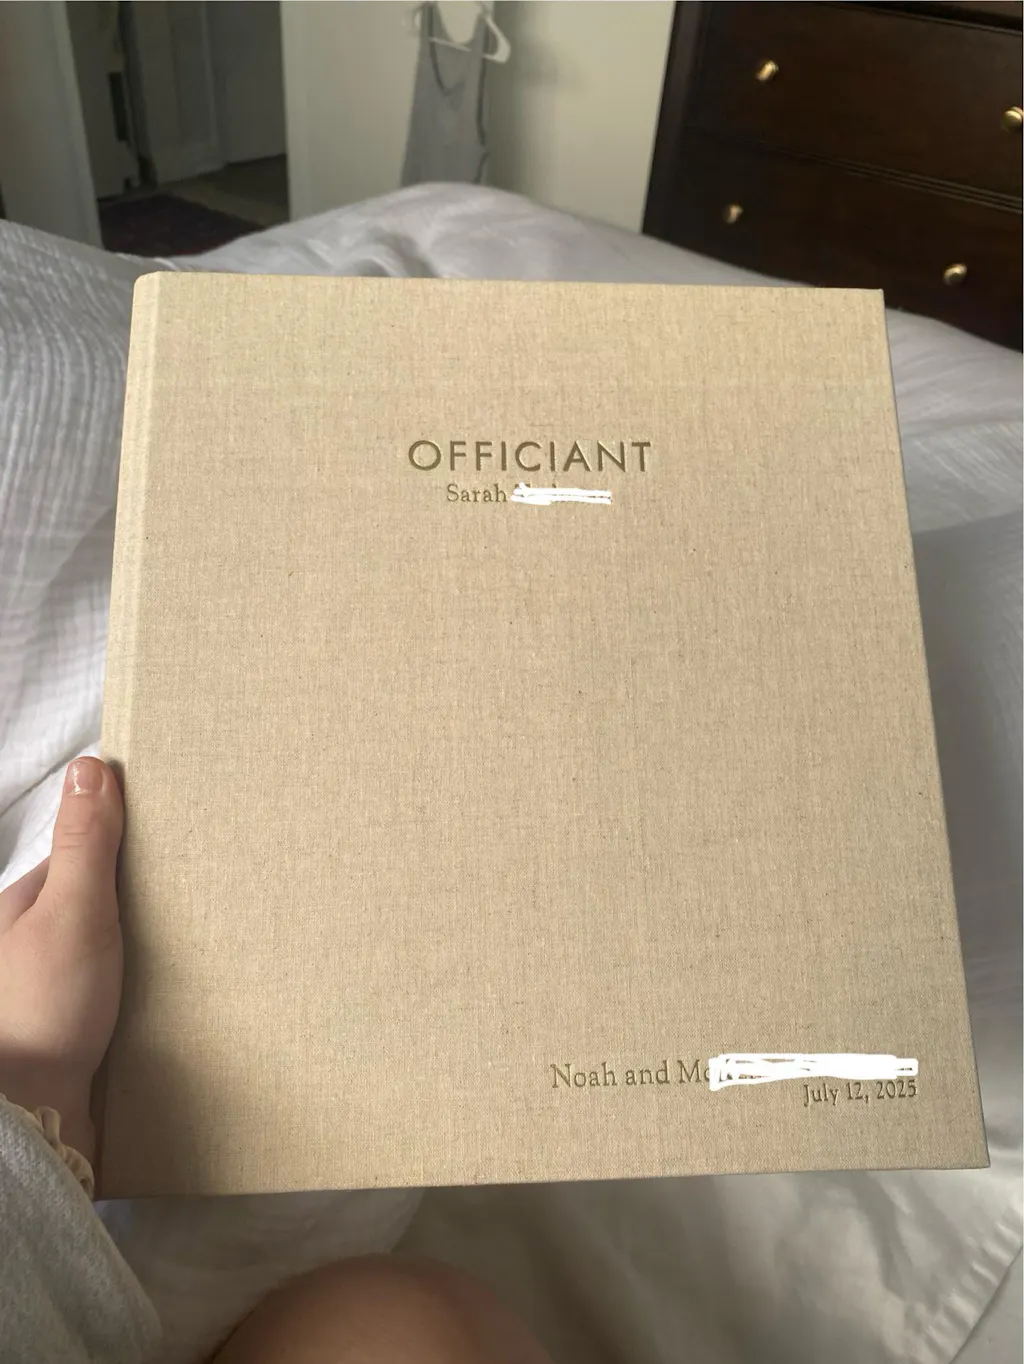 OFFICIANT
Sarah
Noah and
July 12, 2025